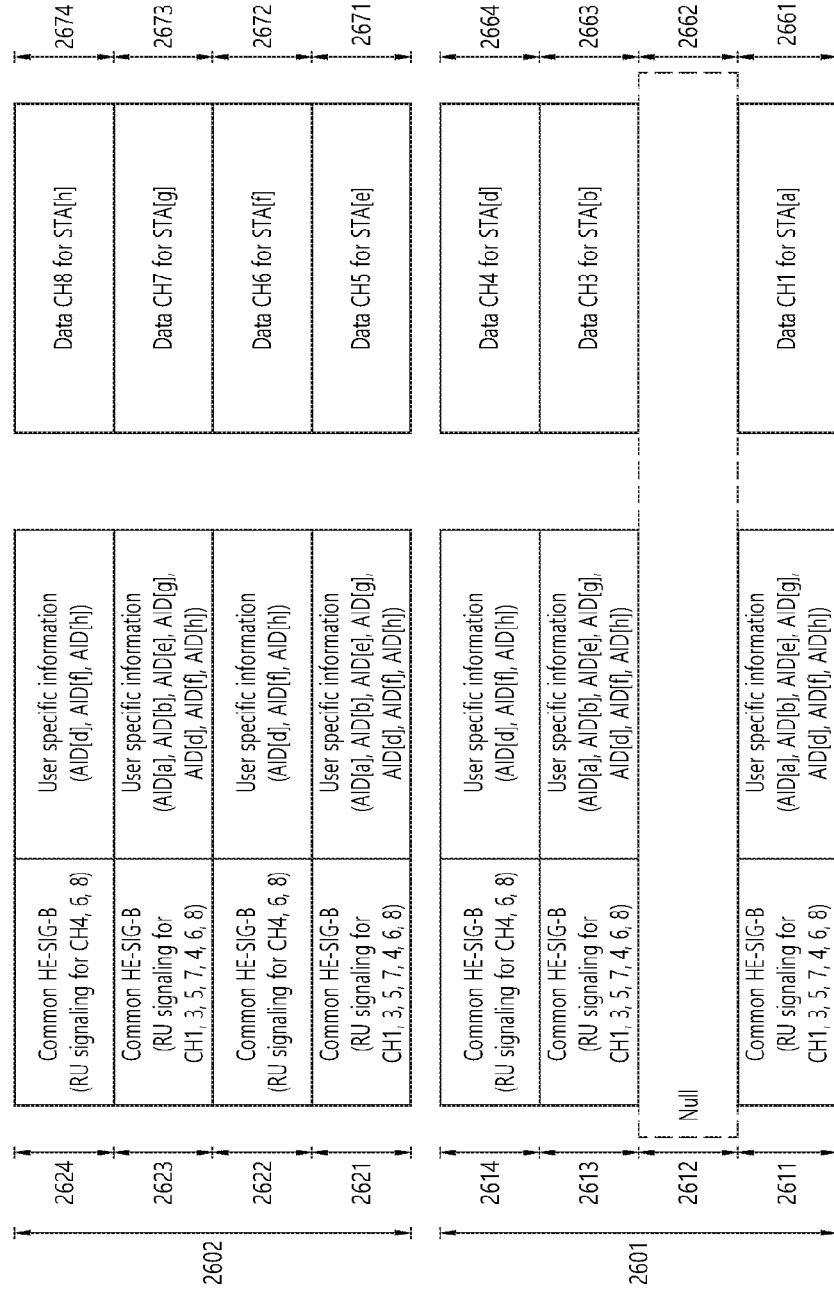 2602
2601
2624
2623
2622
2621
2614
2613
2612
2611
Common HE-SIG-B
(RU signaling for CH4, 6, 8)
Common HE-SIG-B
(RU signaling for
CH1, 3, 5, 7, 4, 6, 8)
Common HE-SIG-B
(RU signaling for CH4, 6, 8)
Common HE-SIG-B
(RU signaling for
CH1, 3, 5, 7, 4, 6, 8)
Common HE-SIG-B
(RU signaling for CH4, 6, 8)
Common HE-SIG-B
(RU signaling for
CH1, 3, 5, 7, 4, 6, 8)
Null
Common HE-SIG-B
(RU signaling for
CH1, 3, 5, 7, 4, 6, 8)
User specific information
(AID[d], AID[f], AID[h])
User specific information
(AID[a], AID[b], AID[e], AID[g],
AID[d], AID[f], AID[h])
User specific information
(AID[d], AID[f], AID[h])
User specific information
(AID[a], AID[b], AID[e], AID[g],
AID[d], AID[f], AID[h])
User specific information
(AID[d], AID[f], AID[h])
User specific information
(AID[a], AID[b], AID[e], AID[g],
AID[d], AID[f], AID[h])
User specific information
(AID[a], AID[b], AID[e], AID[g],
AID[d], AID[f], AID[h])
Data CH8 for STA[h]
Data CH7 for STA[g]
Data CH6 for STA[f]
Data CH5 for STA[e]
Data CH4 for STA[d]
Data CH3 for STA[b]
Data CH1 for STA[a]
2674
2673
2672
2671
2664
2663
2662
2661